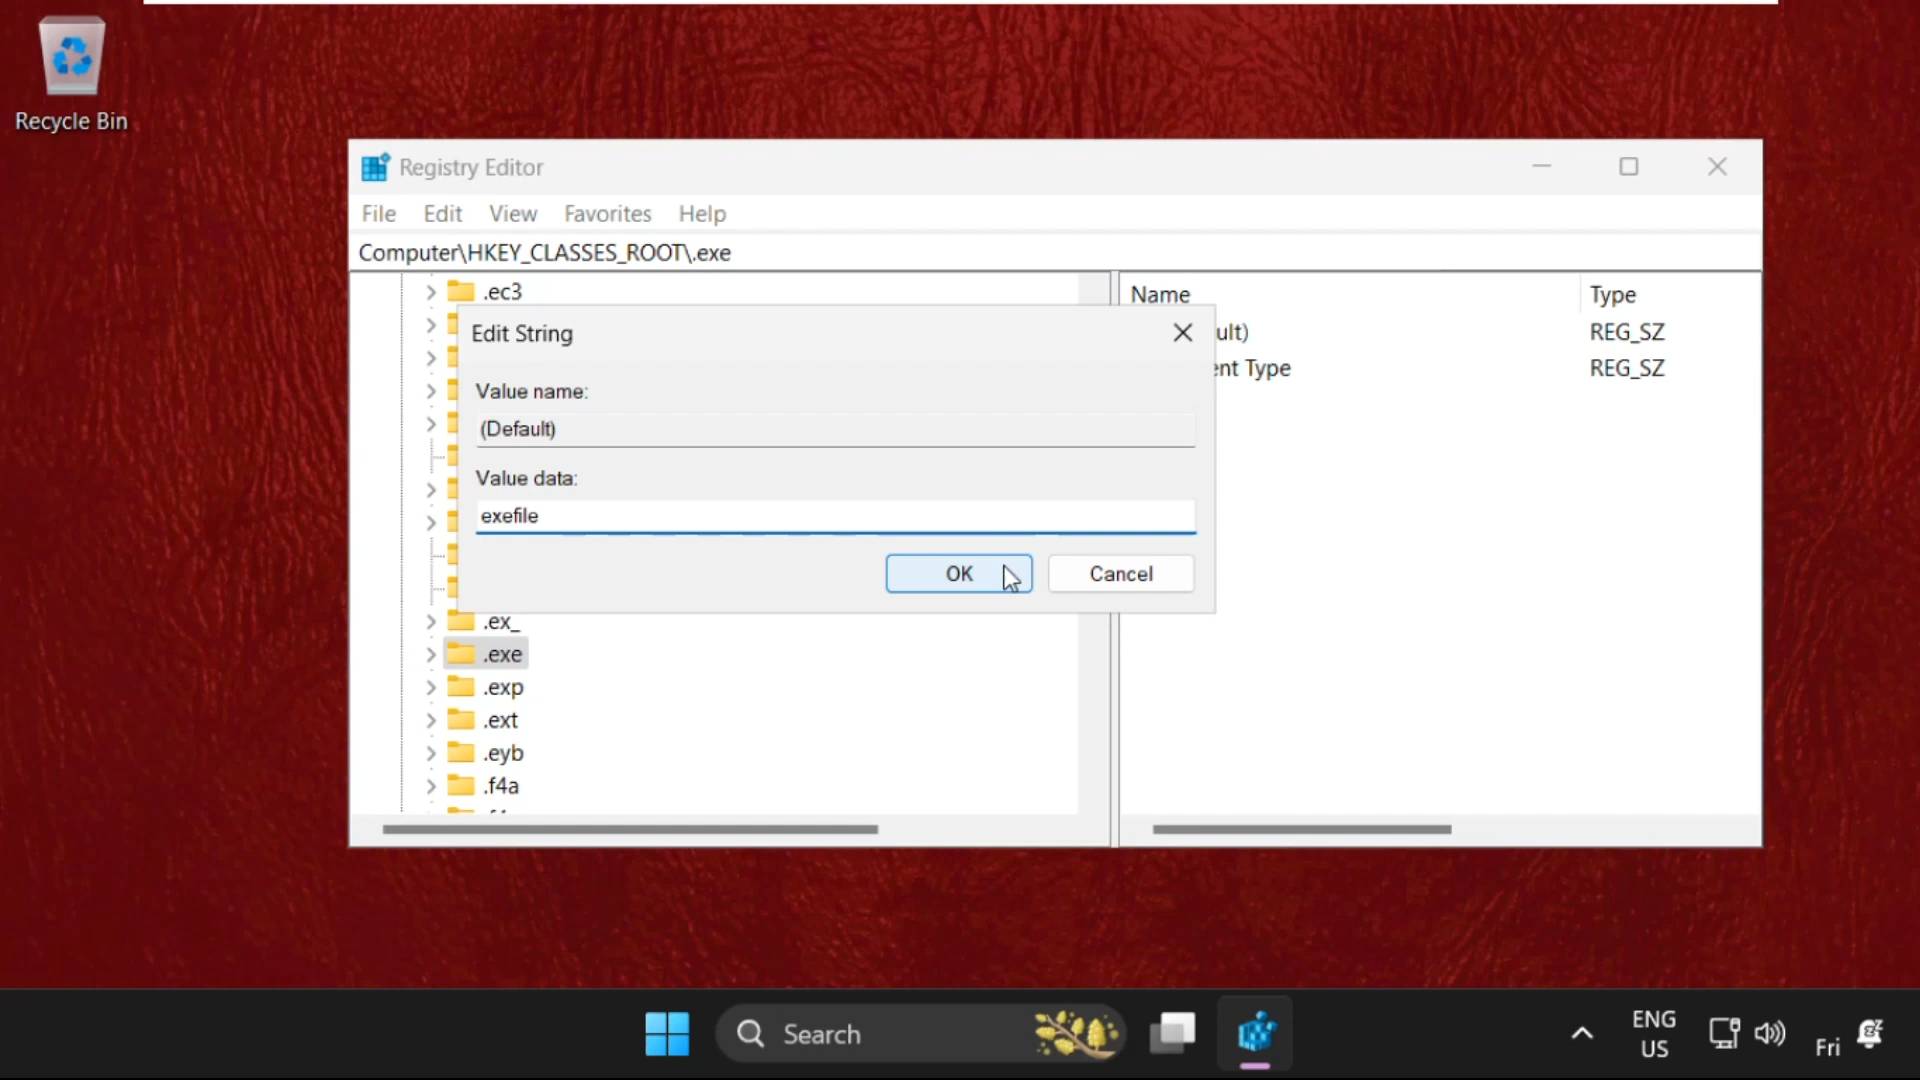 Recycle Bin
Registry Editor
File Edit View Favorites Help
Computer\HKEY_CLASSES_ROOT\.exe
.ec3
Name Type
Edit String
ult) REG_SZ
Value name:
ent Type REG_SZ
(Default)
Value data:
exefile
OK Cancel
.ex_
.exe
.exp
.ext
.eyb
.f4a
Search
ENG
US
Fri